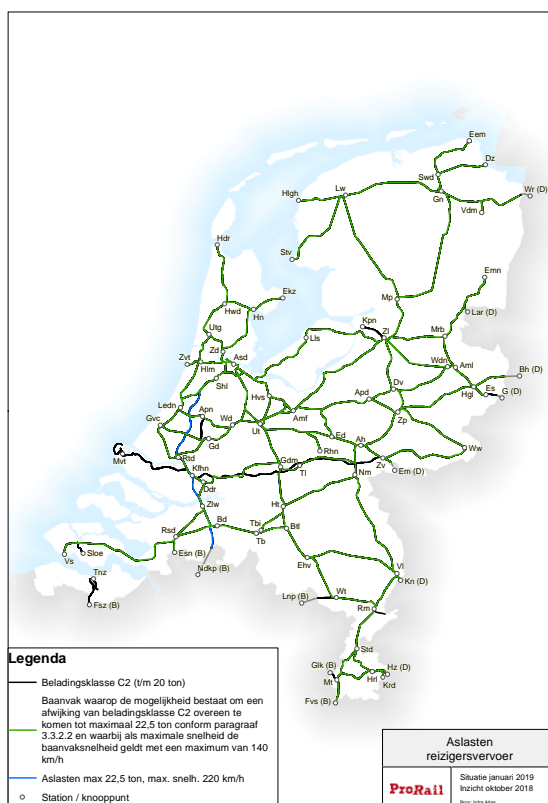 Eem
Dz
Swd
Gn
Wr (D)
Vdm
Hlgh
Lw
Stv
Hdr
Emn
Ekz
Mp
Lar (D)
Hwd
Hn
Kpn
Utg
Lls
Zl
Mrb
Zd
Asd
Zvt
Hlm
Wdn
Aml
Bh (D)
Shl
Dv
Hgl
Es
G (D)
Ledn
Hvs
Apd
Apn
Amf
Zp
Gvc
Wd
Ut
Gd
Ed
Ah
Ww
Rhn
Mvt
Rtd
Gdm
Zv
Kfhn
Tl
Nm
Em (D)
Ddr
Zlw
Ht
Bd
Tbi
Btl
Rsd
Tb
Sloe
Vs
Esn (B)
Ehv
Tnz
Ndkp (B)
Vl
Kn (D)
Fsz (B)
Lnp (B)
Wt
Rm
Std
Glk (B)
Hz (D)
Mt
Hrl
Krd
Fvs (B)
Legenda
Beladingsklasse C2 (t/m 20 ton)
Baanvak waarop de mogelijkheid bestaat om een
afwijking van beladingsklasse C2 overeen te
komen tot maximaal 22,5 ton conform paragraaf
3.3.2.2 en waarbij als maximale snelheid de
baanvaksnelheid geldt met een maximum van 140
km/h
Aslasten max 22,5 ton, max. snelh. 220 km/h
Station / knooppunt
Aslasten
reizigersvervoer
ProRail
Situatie januari 2019
Inzicht oktober 2018